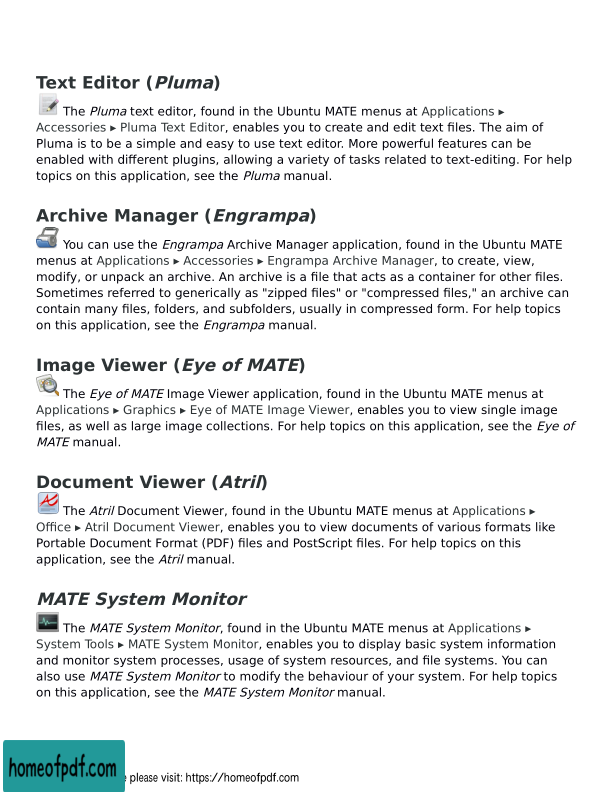 Text Editor (Pluma)
The Pluma text editor, found in the Ubuntu MATE menus at Applications ▸
Accessories ▸ Pluma Text Editor, enables you to create and edit text files. The aim of
Pluma is to be a simple and easy to use text editor. More powerful features can be
enabled with different plugins, allowing a variety of tasks related to text-editing. For help
topics on this application, see the Pluma manual.
Archive Manager (Engrampa)
You can use the Engrampa Archive Manager application, found in the Ubuntu MATE
menus at Applications ▸ Accessories ▸ Engrampa Archive Manager, to create, view,
modify, or unpack an archive. An archive is a file that acts as a container for other files.
Sometimes referred to generically as "zipped files" or "compressed files," an archive can
contain many files, folders, and subfolders, usually in compressed form. For help topics
on this application, see the Engrampa manual.
Image Viewer (Eye of MATE)
The Eye of MATE Image Viewer application, found in the Ubuntu MATE menus at
Applications ▸ Graphics ▸ Eye of MATE Image Viewer, enables you to view single image
files, as well as large image collections. For help topics on this application, see the Eye of
MATE manual.
Document Viewer (Atril)
The Atril Document Viewer, found in the Ubuntu MATE menus at Applications ▸
Office ▸ Atril Document Viewer, enables you to view documents of various formats like
Portable Document Format (PDF) files and PostScript files. For help topics on this
application, see the Atril manual.
MATE System Monitor
The MATE System Monitor, found in the Ubuntu MATE menus at Applications ▸
System Tools ▸ MATE System Monitor, enables you to display basic system information
and monitor system processes, usage of system resources, and file systems. You can
also use MATE System Monitor to modify the behaviour of your system. For help topics
on this application, see the MATE System Monitor manual.
homeofpdf.com
please visit: https://homeofpdf.com